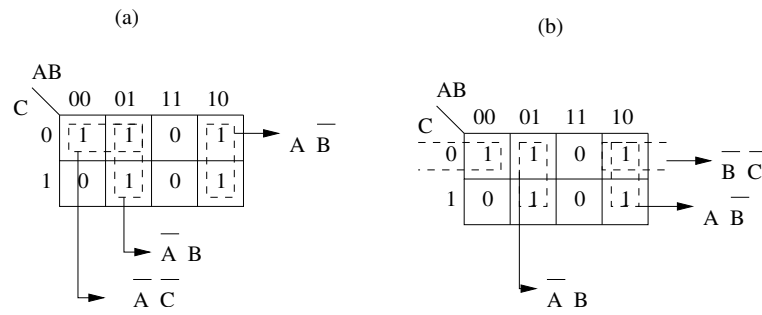 (a)
AB
C
00 01 11 10
0 1 1 0 1
1 0 1 0 1
A B̅
A̅ B
A̅ C̅
(b)
AB
C
00 01 11 10
0 1 1 0 1
1 0 1 0 1
B̅ C̅
A B̅
A̅ B